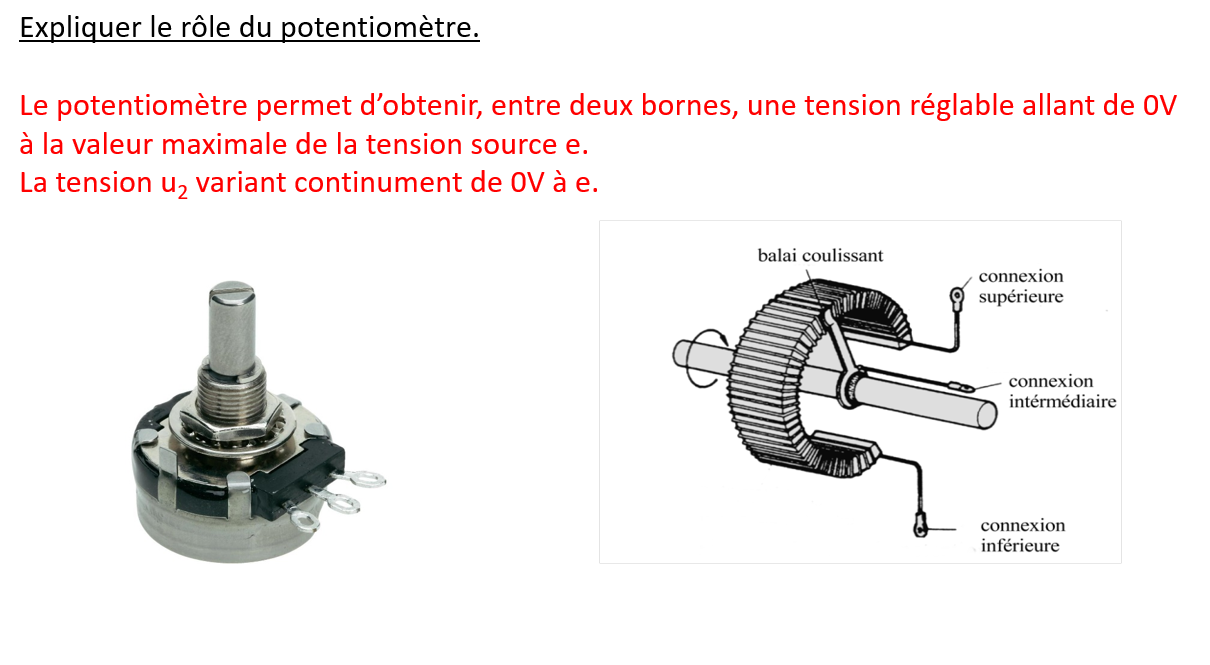 Expliquer le rôle du potentiomètre.
Le potentiomètre permet d’obtenir, entre deux bornes, une tension réglable allant de 0V
à la valeur maximale de la tension source e.
La tension u₂ variant continument de 0V à e.
balai coulissant
connexion
supérieure
connexion
intérmédiaire
connexion
inférieure